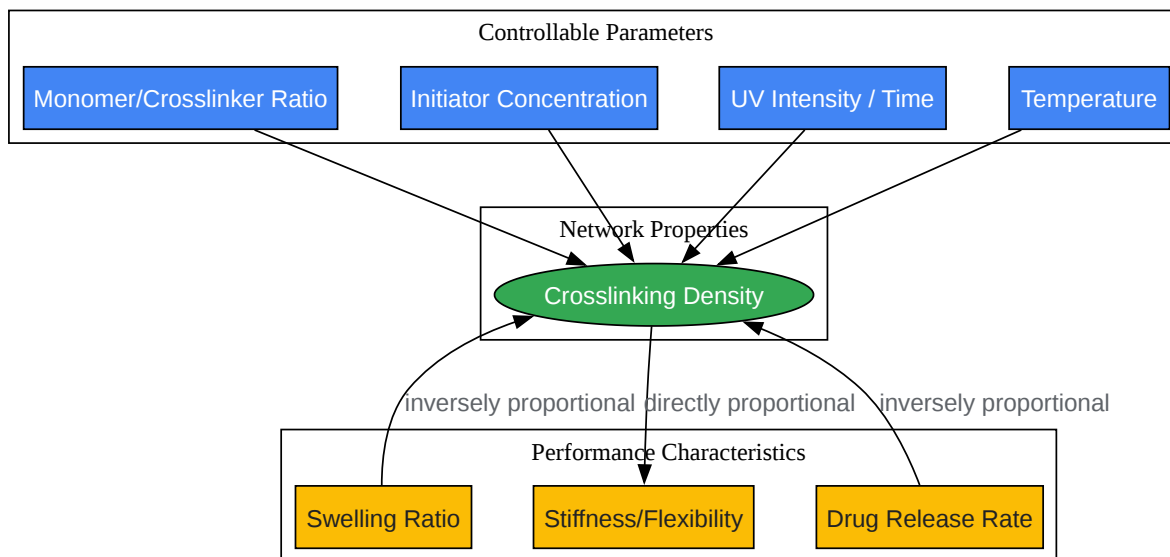 Controllable Parameters
Monomer/Crosslinker Ratio
Initiator Concentration
UV Intensity / Time
Temperature
Network Properties
Crosslinking Density
inversely proportional
directly proportional
inversely proportional
Performance Characteristics
Swelling Ratio
Stiffness/Flexibility
Drug Release Rate